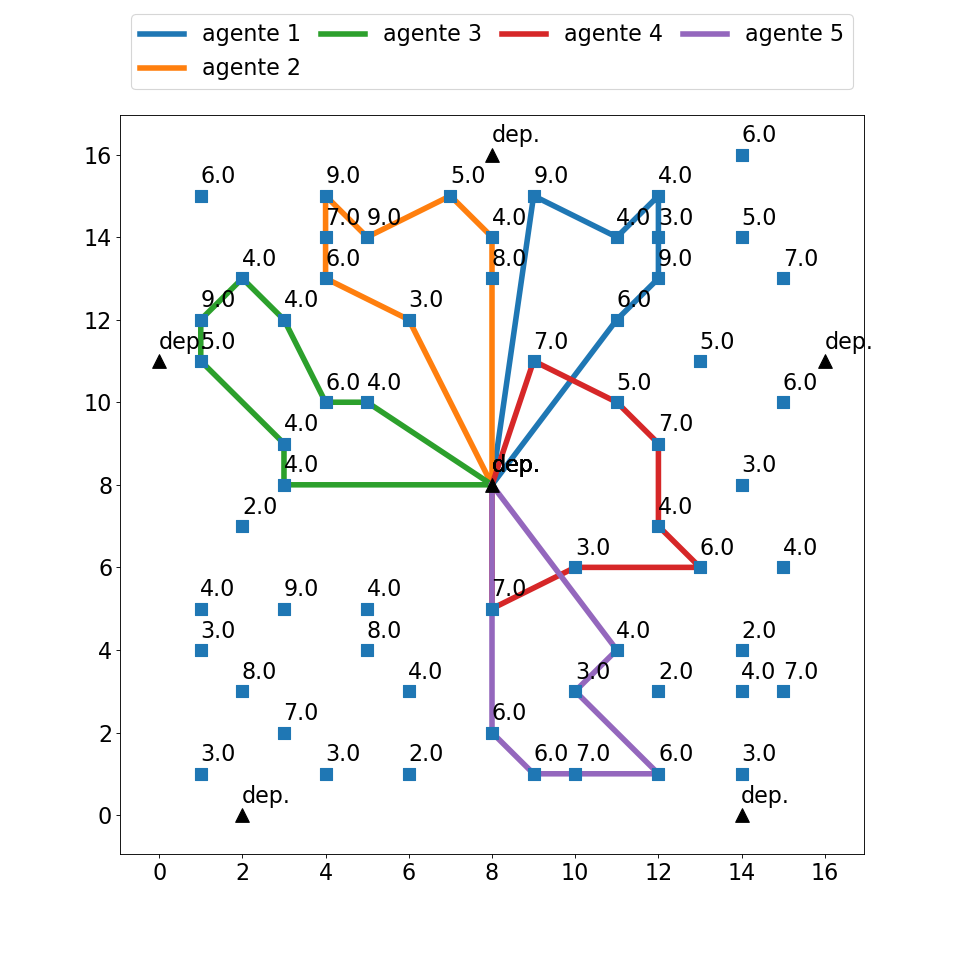 agente 1 agente 3 agente 4 agente 5
agente 2
16 dep. 6.0
6.0 9.0 5.0 9.0 4.0
14 7.0 9.0 4.0 4.0 3.0 5.0
4.0 6.0 8.0 9.0 7.0
12 9.0 4.0 3.0 6.0
dep. 5.0 7.0 5.0 dep.
10 6.0 4.0 5.0 6.0
4.0 7.0
8 4.0 dep. 3.0
2.0 4.0
6 3.0 6.0 4.0
4.0 9.0 4.0 7.0
4 3.0 8.0 4.0 2.0
8.0 4.0 3.0 2.0 4.0 7.0
2 7.0 6.0
3.0 3.0 2.0 6.0 7.0 6.0 3.0
0 dep. dep.
0 2 4 6 8 10 12 14 16